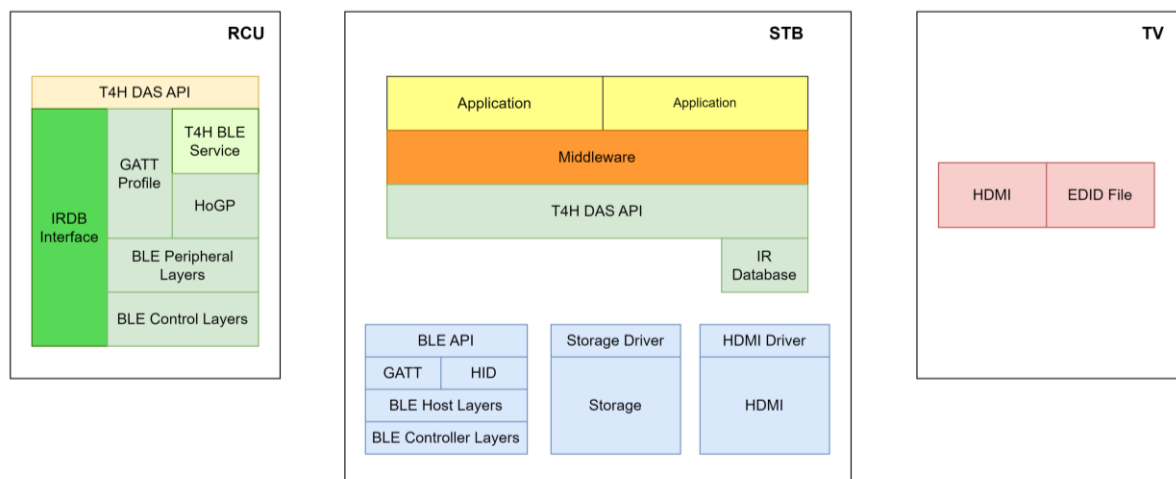 RCU
T4H DAS API
IRDB
Interface
GATT
Profile
T4H BLE
Service
HoGP
BLE Peripheral
Layers
BLE Control Layers
STB
Application
Application
Middleware
T4H DAS API
IR
Database
BLE API
GATT
HID
BLE Host Layers
BLE Controller Layers
Storage Driver
Storage
HDMI Driver
HDMI
TV
HDMI
EDID File